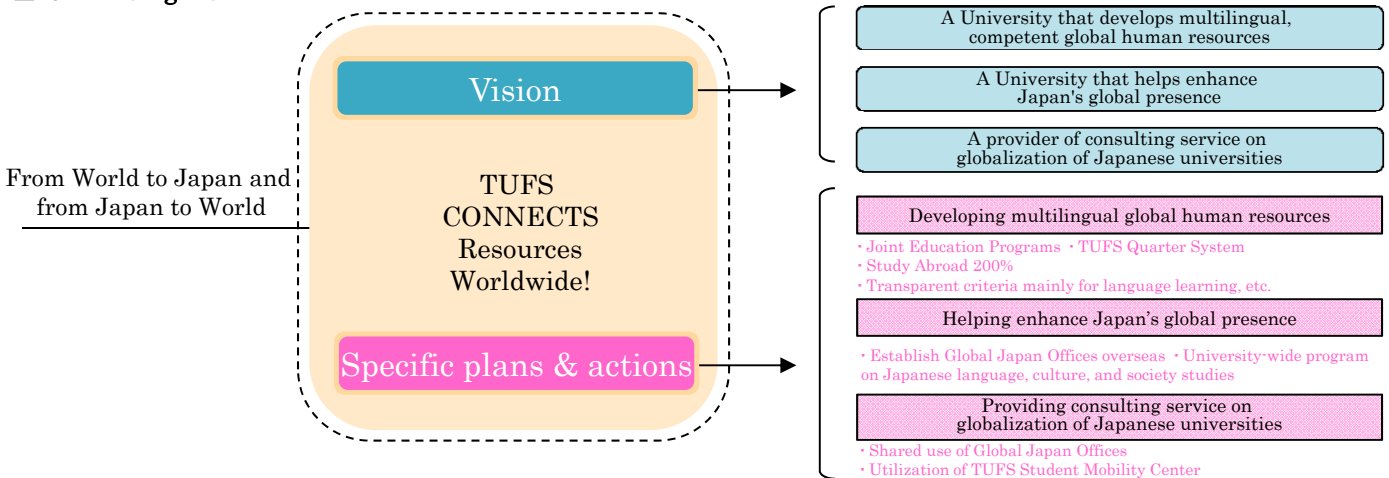 From World to Japan and
from Japan to World
Vision
TUFS
CONNECTS
Resources
Worldwide!
Specific plans & actions
A University that develops multilingual,
competent global human resources
A University that helps enhance
Japan's global presence
A provider of consulting service on
globalization of Japanese universities
Developing multilingual global human resources
・Joint Education Programs ・TUFS Quarter System
・Study Abroad 200%
・Transparent criteria mainly for language learning, etc.
Helping enhance Japan’s global presence
・Establish Global Japan Offices overseas ・University-wide program
on Japanese language, culture, and society studies
Providing consulting service on
globalization of Japanese universities
・Shared use of Global Japan Offices
・Utilization of TUFS Student Mobility Center